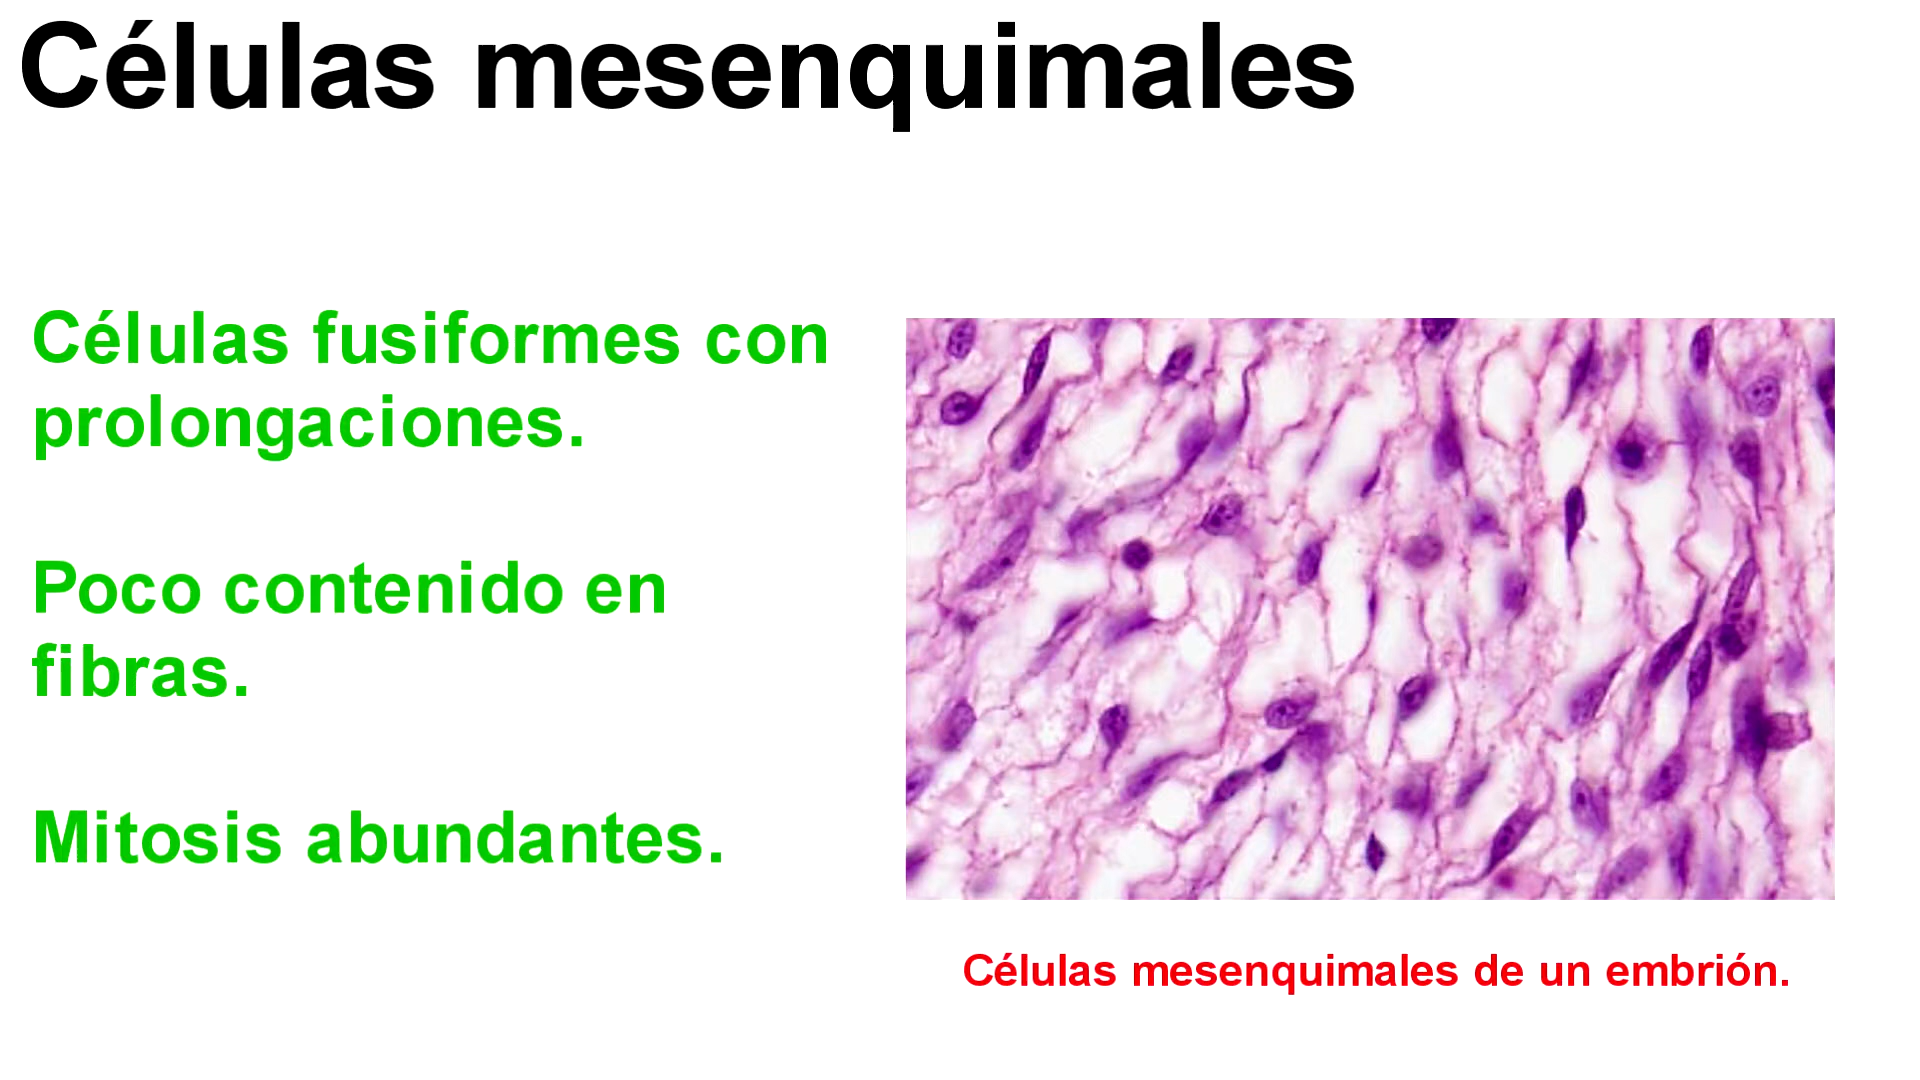 Células mesenquimales
Células fusiformes con
prolongaciones.
Poco contenido en
fibras.
Mitosis abundantes.
Células mesenquimales de un embrión.